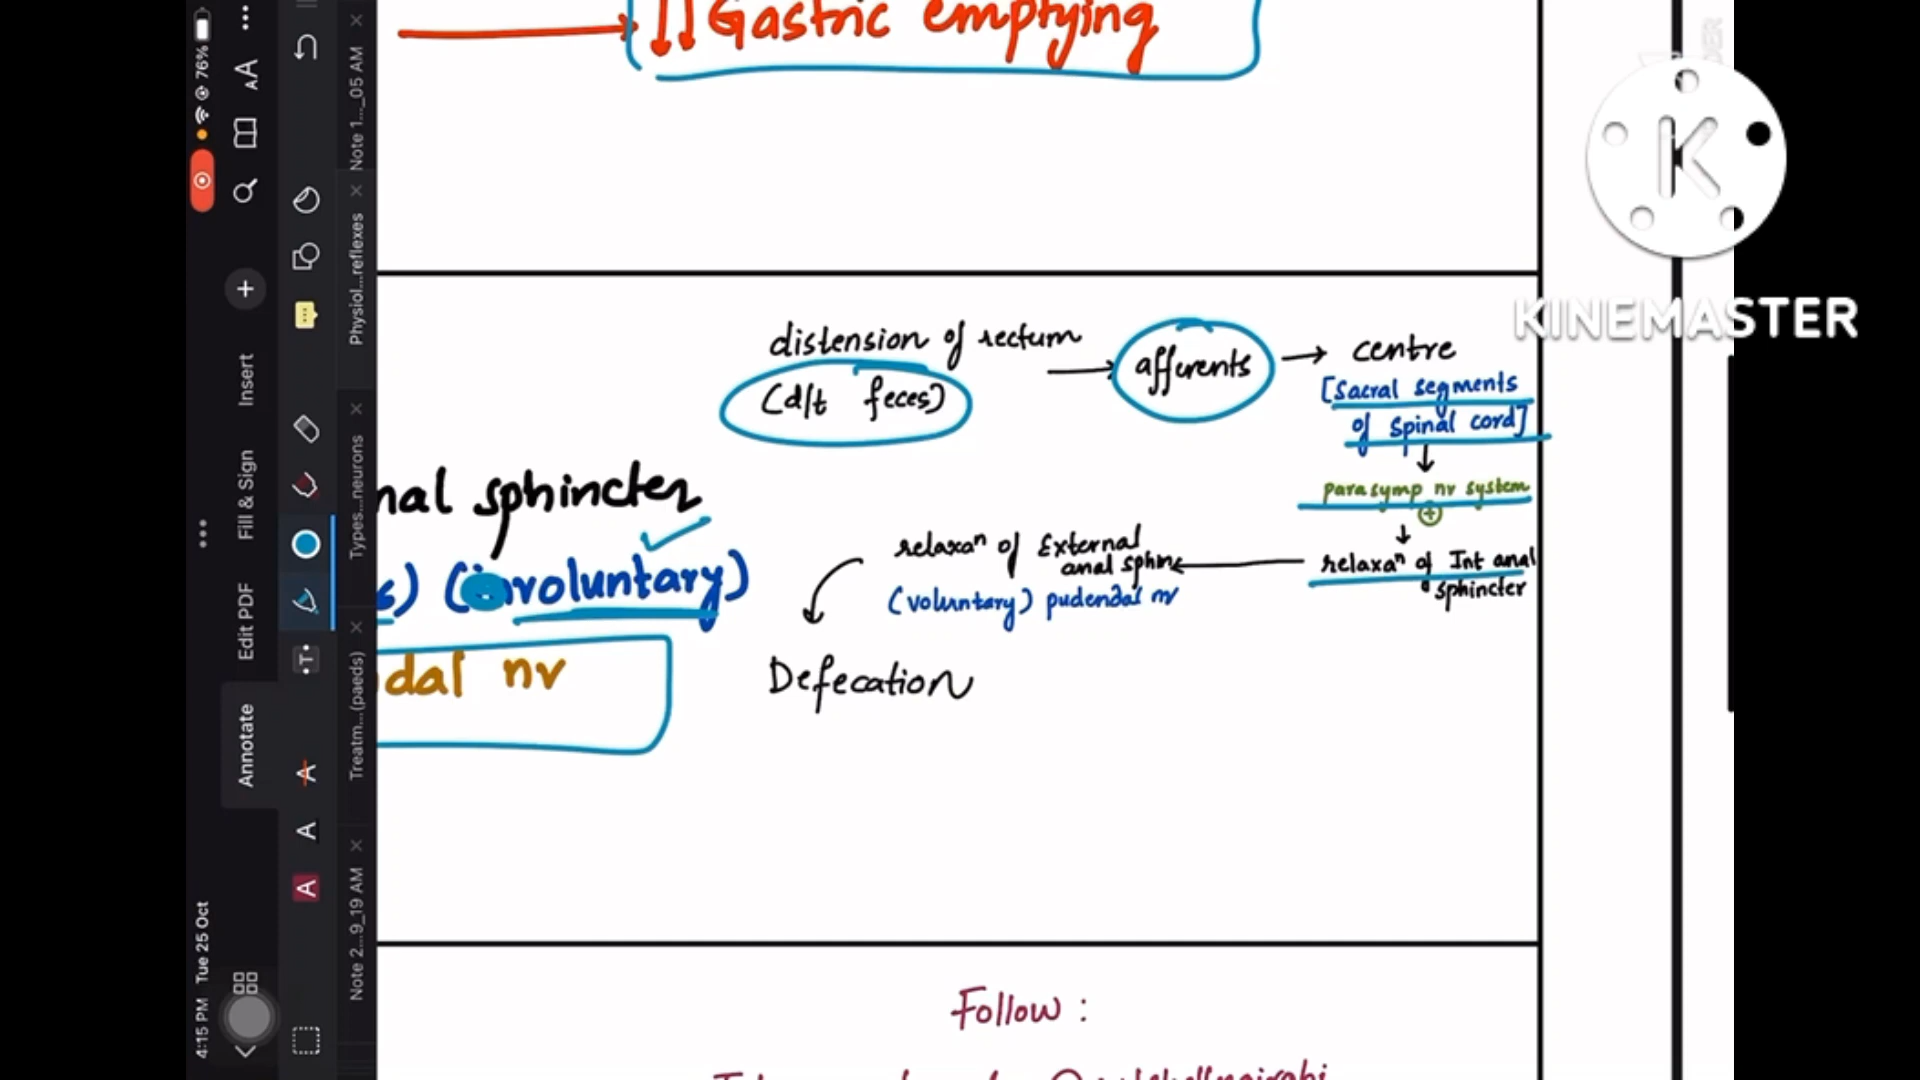 ↓↓ Gastric emptying
distension of rectum
(d/t feces)
afferents
centre
[Sacral segments
of spinal cord]
parasymp nv system
relaxaⁿ of Int anal
sphincter
relaxaⁿ of External
anal sphin
(voluntary) pudendal nv
Defecation
nal sphincter
s) (voluntary)
dal nv
Follow :
KINEMASTER
4:15 PM Tue 25 Oct
76%
Annotate
Edit PDF
Fill & Sign
Insert
AA
Note 2...9_19 AM
Treatm...(paeds)
Types...neurons
Physiol...reflexes
Note 1..._05 AM
T
A
A
A